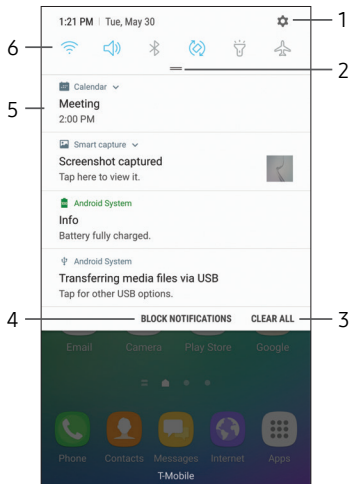 1:21 PM | Tue, May 30
1
6
2
Calendar
5
Meeting
2:00 PM
Smart capture
Screenshot captured
Tap here to view it.
Android System
Info
Battery fully charged.
Android System
Transferring media files via USB
Tap for other USB options.
4 BLOCK NOTIFICATIONS CLEAR ALL 3
Email Camera Play Store Google
Phone Contacts Messages Internet Apps
T-Mobile